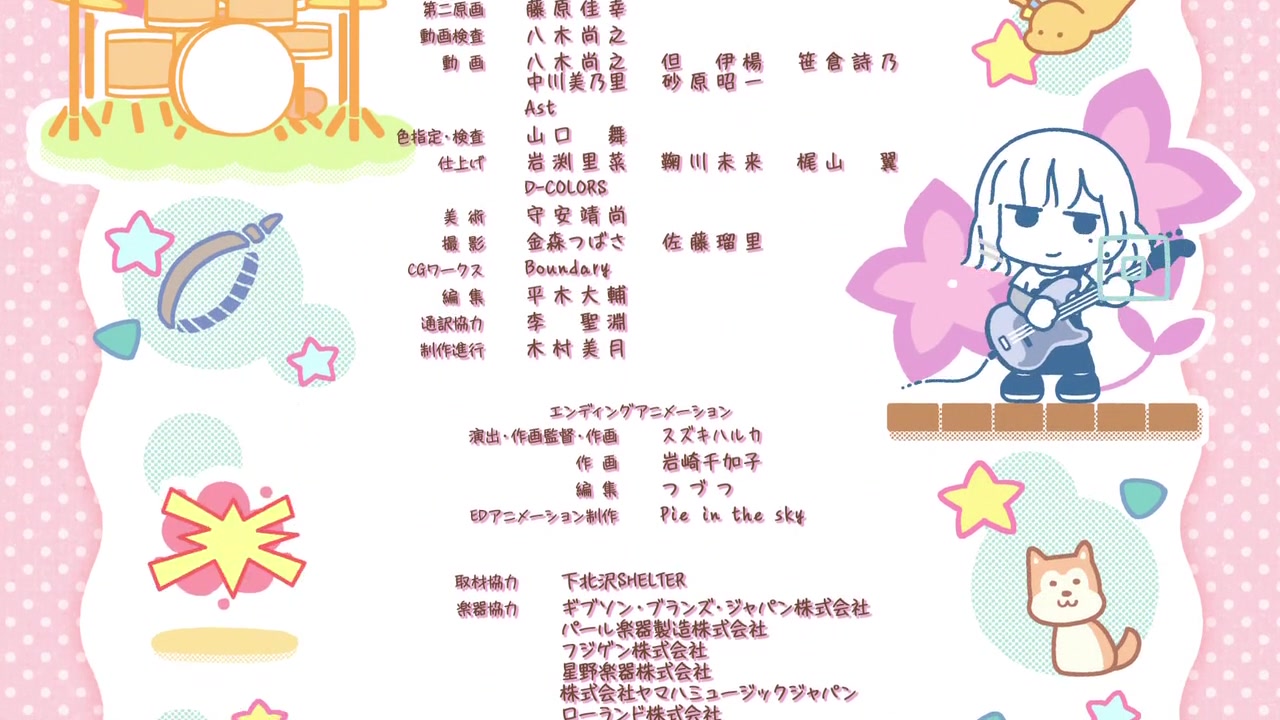 第二原画 藤原佳幸
動画検査 八木尚之
動画 八木尚之 但 伊楊 笹倉詩乃
中川美乃里 砂原昭一
Ast
色指定・検査 山口 舞
仕上げ 岩渕里菜 鞠川未来 梶山 翼
D-COLORS
美術 守安靖尚
撮影 金森つばさ 佐藤瑠里
CGワークス Boundary
編集 平木大輔
通訳協力 李 聖淵
制作進行 木村美月
エンディングアニメーション
演出・作画監督・作画 スズキハルカ
作画 岩崎千加子
編集 つづつ
EDアニメーション制作 Pie in the sky
取材協力 下北沢SHELTER
楽器協力 ギブソン・ブランズ・ジャパン株式会社
パール楽器製造株式会社
フジゲン株式会社
星野楽器株式会社
株式会社ヤマハミュージックジャパン
ローランド株式会社